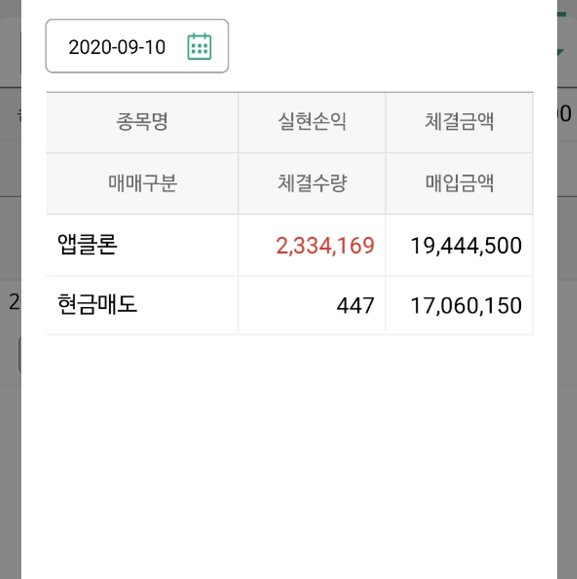 2020-09-10
종목명 실현손익 체결금액
매매구분 체결수량 매입금액
앱클론 2,334,169 19,444,500
현금매도 447 17,060,150